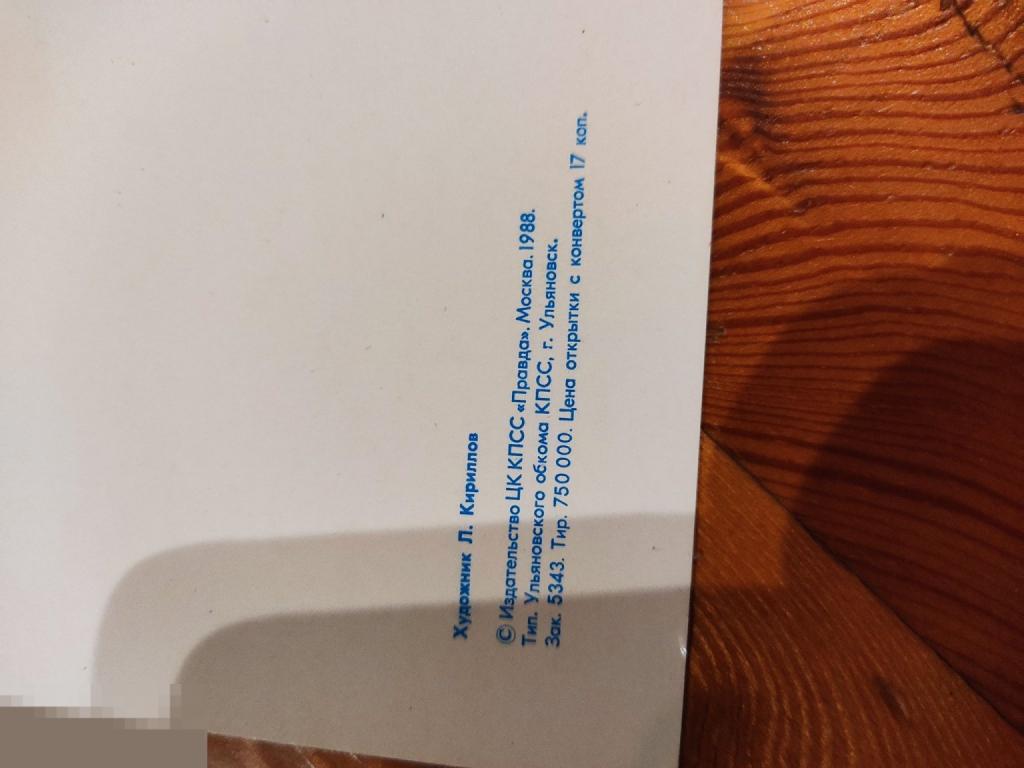 Художник Л. Кириллов
© Издательство ЦК КПСС «Правда». Москва. 1988.
Тип. Ульяновского обкома КПСС, г. Ульяновск.
Зак. 5343. Тир. 750 000. Цена открытки с конвертом 17 коп.